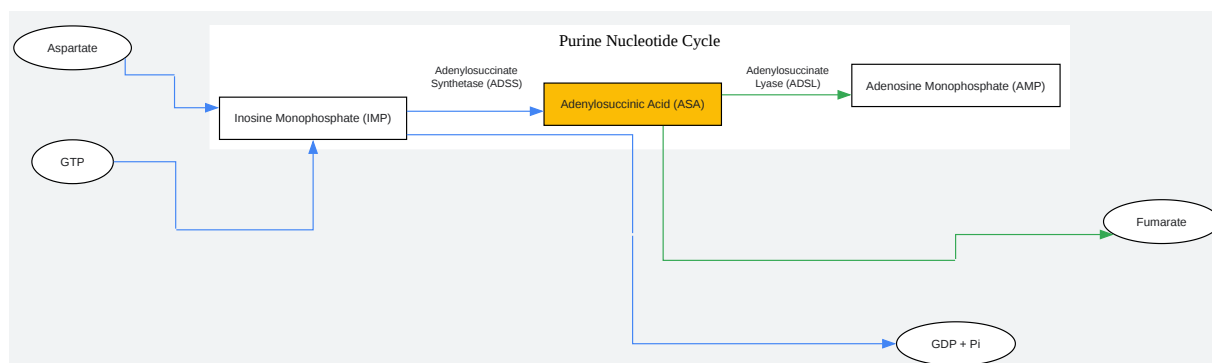 Purine Nucleotide Cycle
Aspartate
Adenylosuccinate
Synthetase (ADSS)
Adenylosuccinate
Lyase (ADSL)
Adenosine Monophosphate (AMP)
Adenylosuccinic Acid (ASA)
Inosine Monophosphate (IMP)
GTP
Fumarate
GDP + Pi